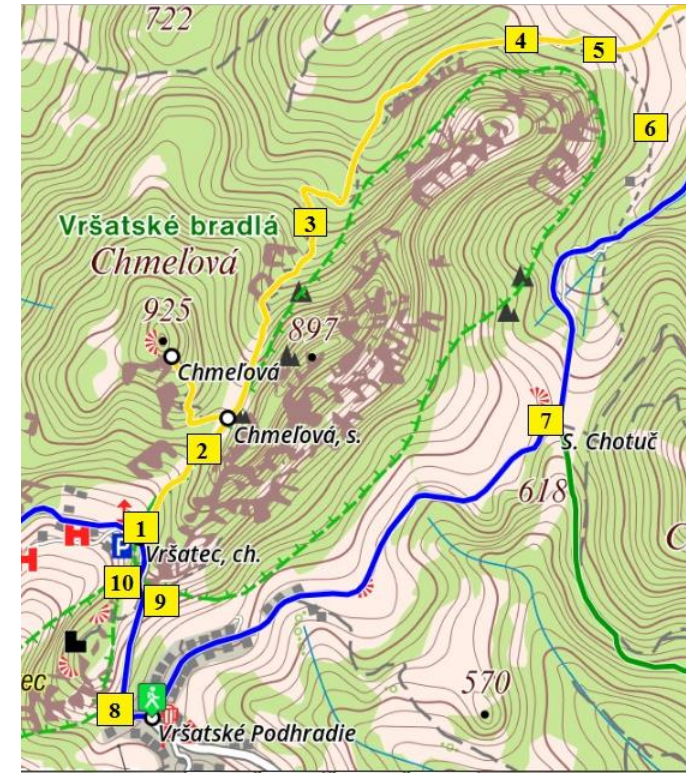 722
4
5
6
3
Vršatské bradlá
Chmeľová
925
897
Chmeľová
Chmeľová, s.
2
7
S. Chotuč
618
C
1
P
Vršatec, ch.
10
9
ec
8
570
Vršatské Podhradie